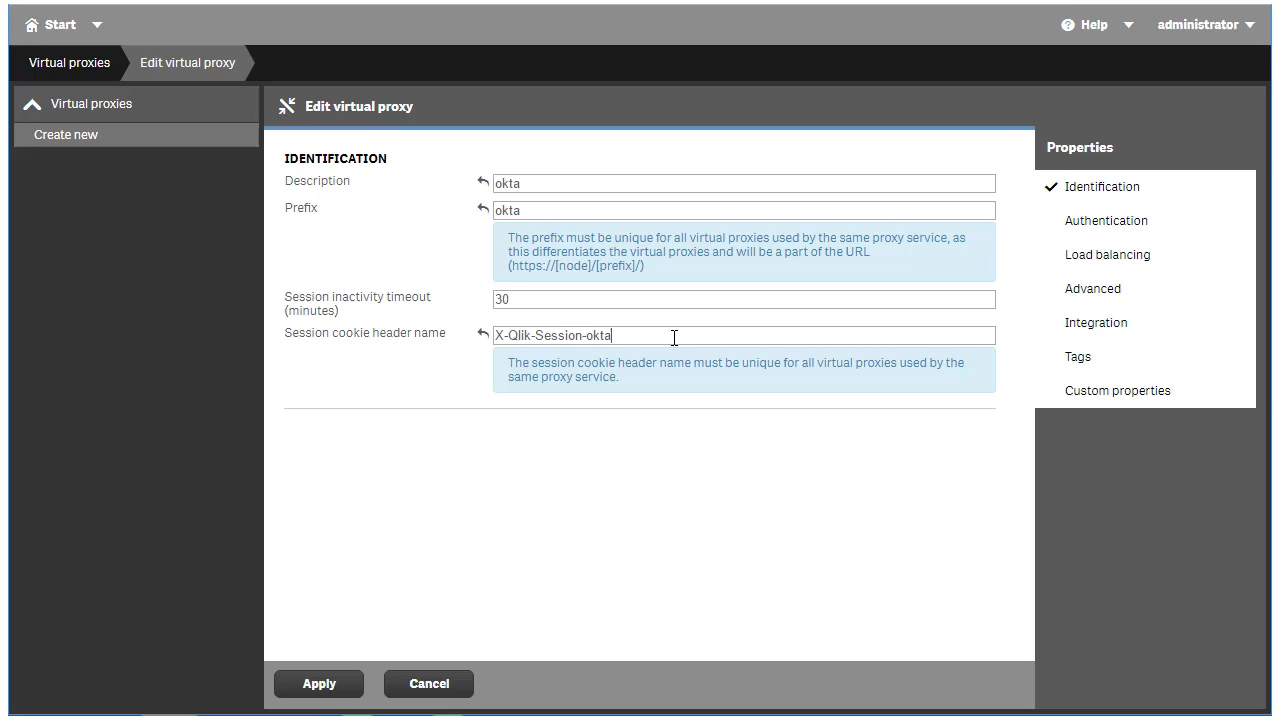 Start
Help
administrator
Virtual proxies
Edit virtual proxy
Virtual proxies
Create new
Edit virtual proxy
IDENTIFICATION
Description
okta
Prefix
okta
The prefix must be unique for all virtual proxies used by the same proxy service, as
this differentiates the virtual proxies and will be a part of the URL
(https://[node]/[prefix]/)
Session inactivity timeout
(minutes)
30
Session cookie header name
X-Qlik-Session-okta
The session cookie header name must be unique for all virtual proxies used by the
same proxy service.
Apply
Cancel
Properties
Identification
Authentication
Load balancing
Advanced
Integration
Tags
Custom properties